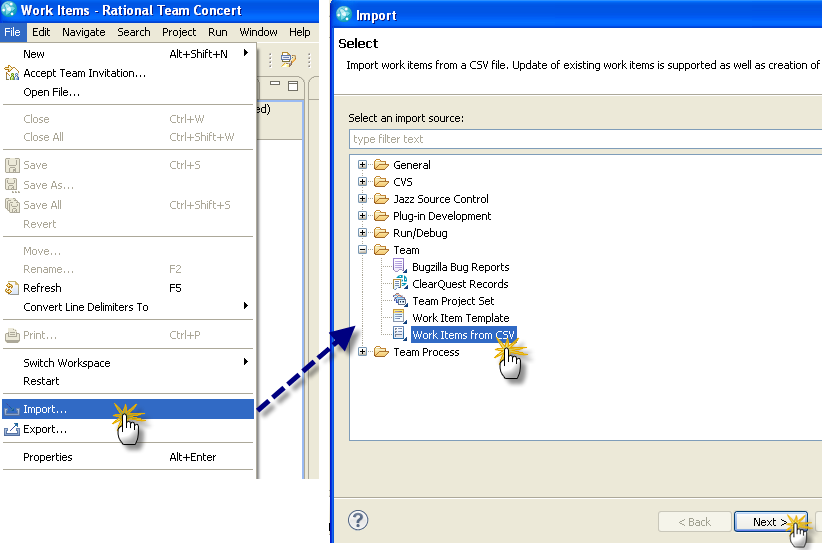 Work Items - Rational Team Concert
File Edit Navigate Search Project Run Window Help
New Alt+Shift+N
Accept Team Invitation...
Open File...
ed)
Close Ctrl+W
Close All Ctrl+Shift+W
Save Ctrl+S
Save As...
Save All Ctrl+Shift+S
Revert
Move...
Rename... F2
Refresh F5
Convert Line Delimiters To
Print... Ctrl+P
Switch Workspace
Restart
Import...
Export...
Properties Alt+Enter
Import
Select
Import work items from a CSV file. Update of existing work items is supported as well as creation of
Select an import source:
type filter text
General
CVS
Jazz Source Control
Plug-in Development
Run/Debug
Team
Bugzilla Bug Reports
ClearQuest Records
Team Project Set
Work Item Template
Work Items from CSV
Team Process
?
< Back Next >